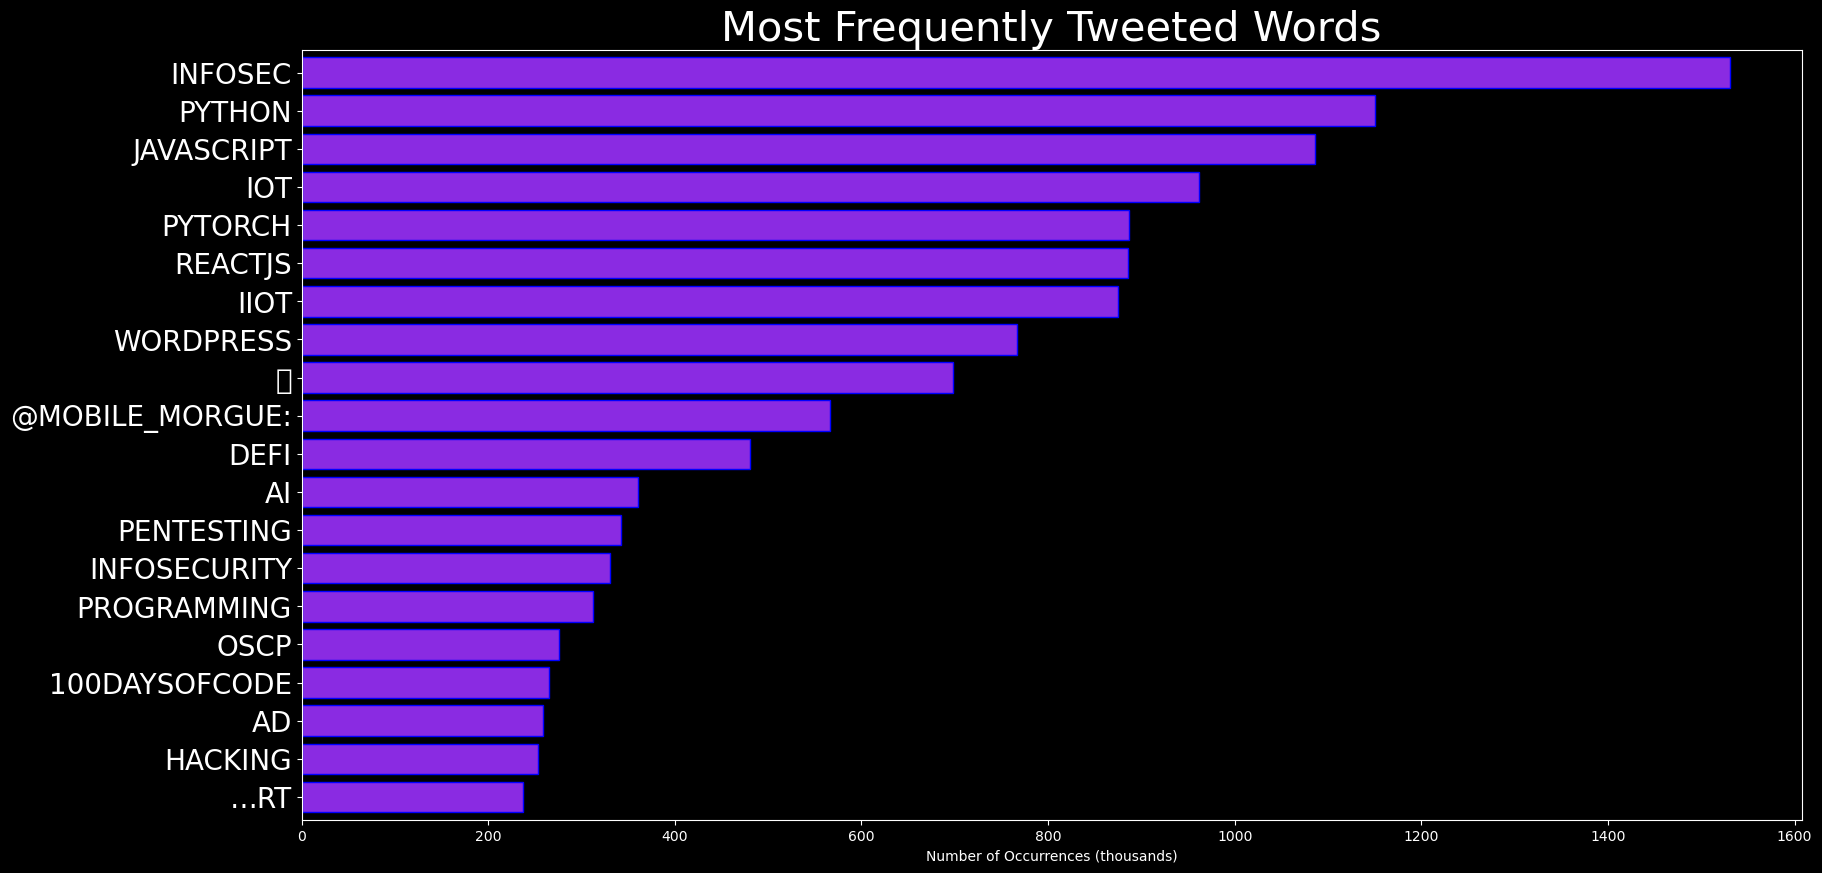 Most Frequently Tweeted Words
INFOSEC
PYTHON
JAVASCRIPT
IOT
PYTORCH
REACTJS
IIOT
WORDPRESS
@MOBILE_MORGUE:
DEFI
AI
PENTESTING
INFOSECURITY
PROGRAMMING
OSCP
100DAYSOFCODE
AD
HACKING
…RT
0 200 400 600 800 1000 1200 1400 1600
Number of Occurrences (thousands)